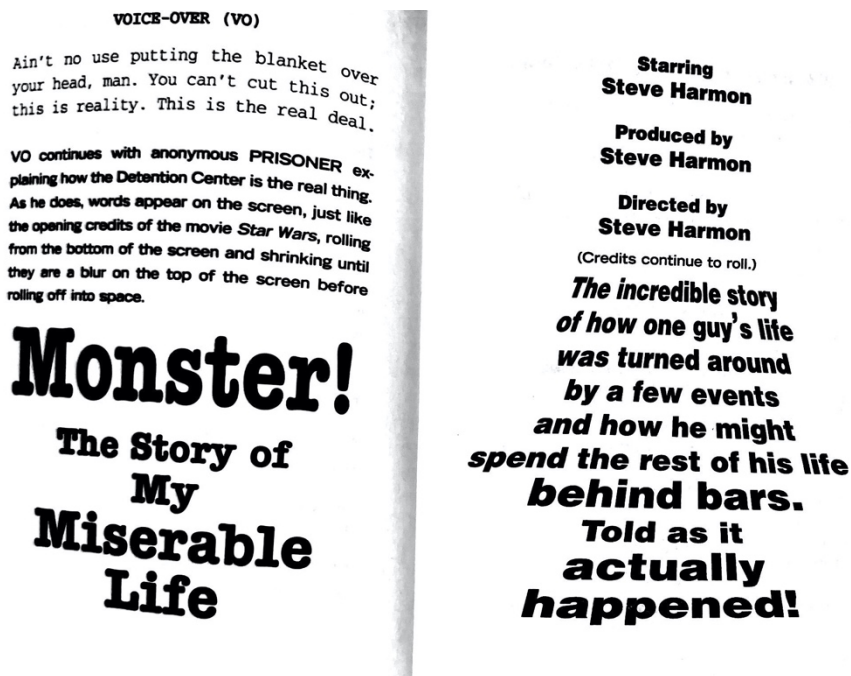 VOICE-OVER (VO)
Ain't no use putting the blanket over
your head, man. You can't cut this out;
this is reality. This is the real deal.
VO continues with anonymous PRISONER ex-
plaining how the Detention Center is the real thing.
As he does, words appear on the screen, just like
the opening credits of the movie Star Wars, rolling
from the bottom of the screen and shrinking until
they are a blur on the top of the screen before
rolling off into space.
Monster!
The Story of
My
Miserable
Life
Starring
Steve Harmon
Produced by
Steve Harmon
Directed by
Steve Harmon
(Credits continue to roll.)
The incredible story
of how one guy's life
was turned around
by a few events
and how he might
spend the rest of his life
behind bars.
Told as it
actually
happened!